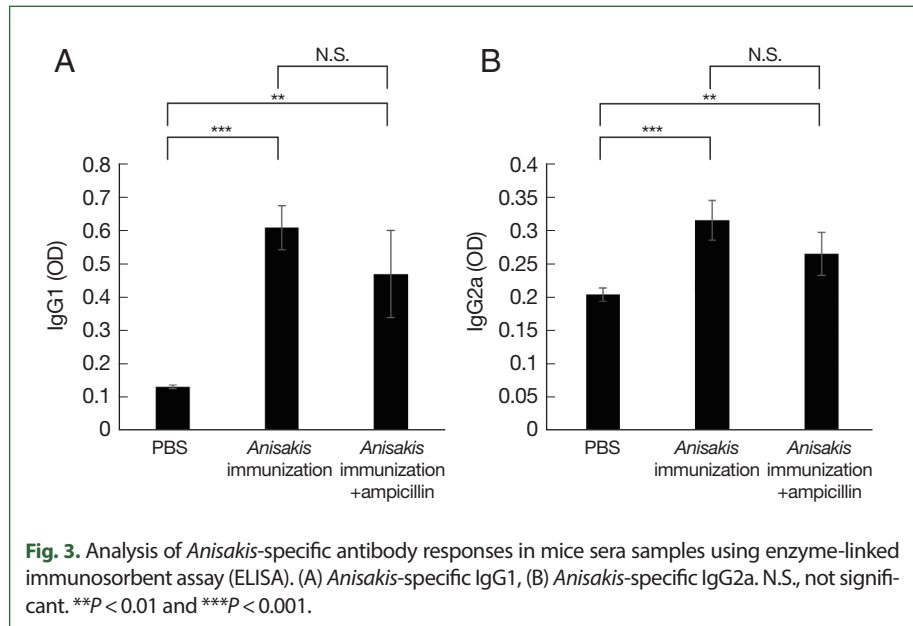 A
N.S.
**
***
0.8
0.7
0.6
0.5
0.4
0.3
0.2
0.1
0
IgG1 (OD)
PBS
Anisakis
immunization
Anisakis
immunization
+ampicillin
B
N.S.
**
***
0.4
0.35
0.3
0.25
0.2
0.15
0.1
0.05
0
IgG2a (OD)
PBS
Anisakis
immunization
Anisakis
immunization
+ampicillin
Fig. 3. Analysis of Anisakis-specific antibody responses in mice sera samples using enzyme-linked
immunosorbent assay (ELISA). (A) Anisakis-specific IgG1, (B) Anisakis-specific IgG2a. N.S., not signifi-
cant. **P < 0.01 and ***P < 0.001.